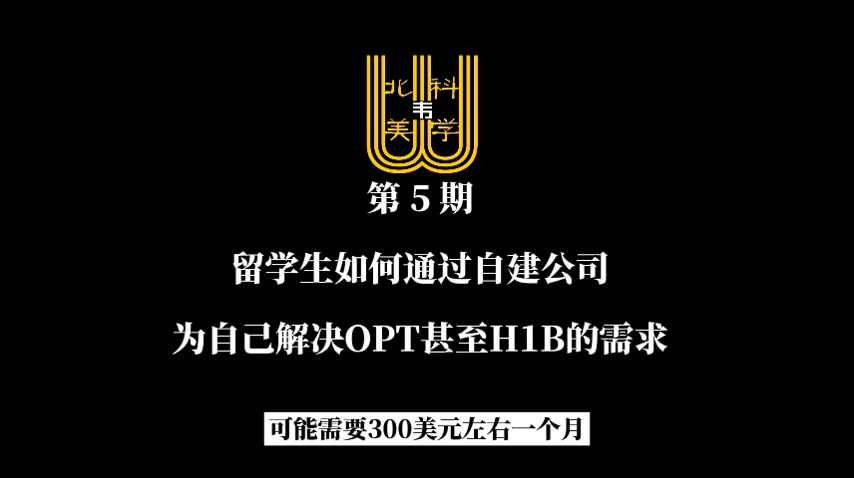 北科
韦
美学
第 5 期
留学生如何通过自建公司
为自己解决OPT甚至H1B的需求
可能需要300美元左右一个月